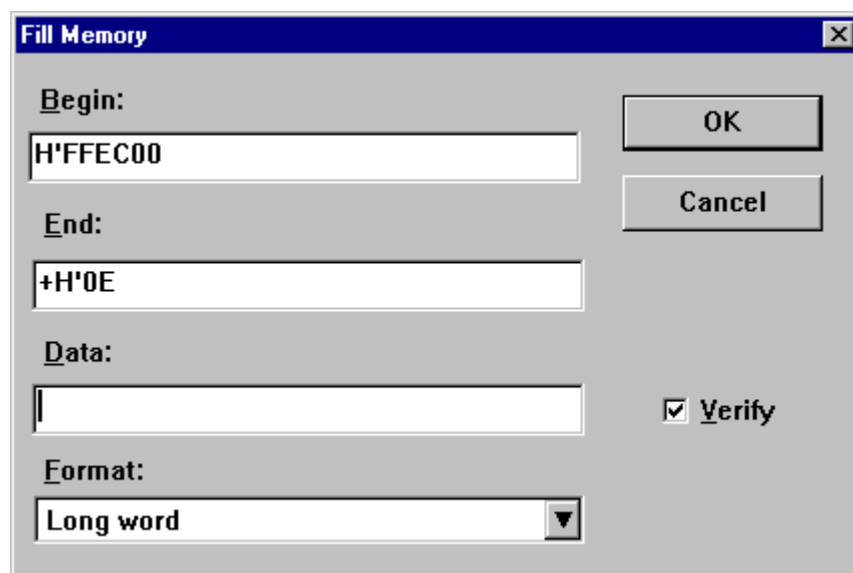 Fill Memory
Begin:
OK
H'FFEC00
Cancel
End:
+H'0E
Data:
Verify
Format:
Long word